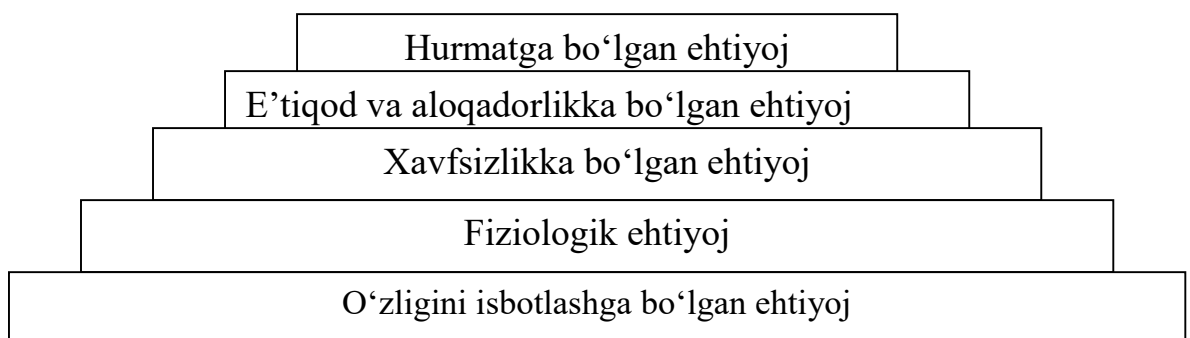 Hurmatga bo‘lgan ehtiyoj
E’tiqod va aloqadorlikka bo‘lgan ehtiyoj
Xavfsizlikka bo‘lgan ehtiyoj
Fiziologik ehtiyoj
O‘zligini isbotlashga bo‘lgan ehtiyoj